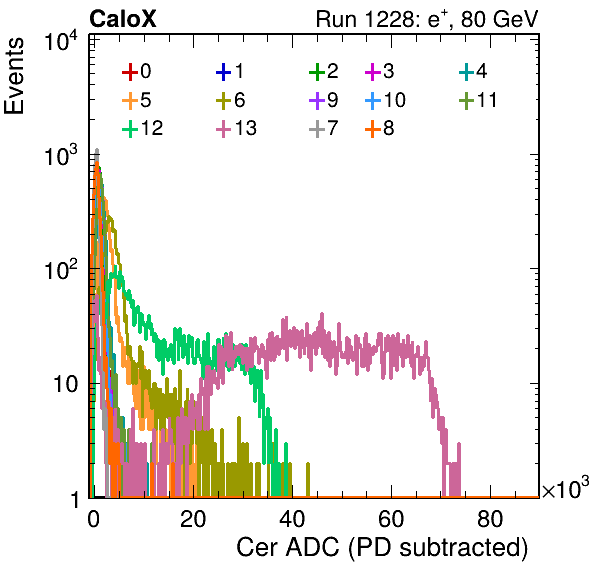 CaloX Run 1228: e⁺, 80 GeV
Events
10⁴
0 1 2 3 4
5 6 9 10 11
12 13 7 8
10³
10²
10
1
0 20 40 60 80 ×10³
Cer ADC (PD subtracted)